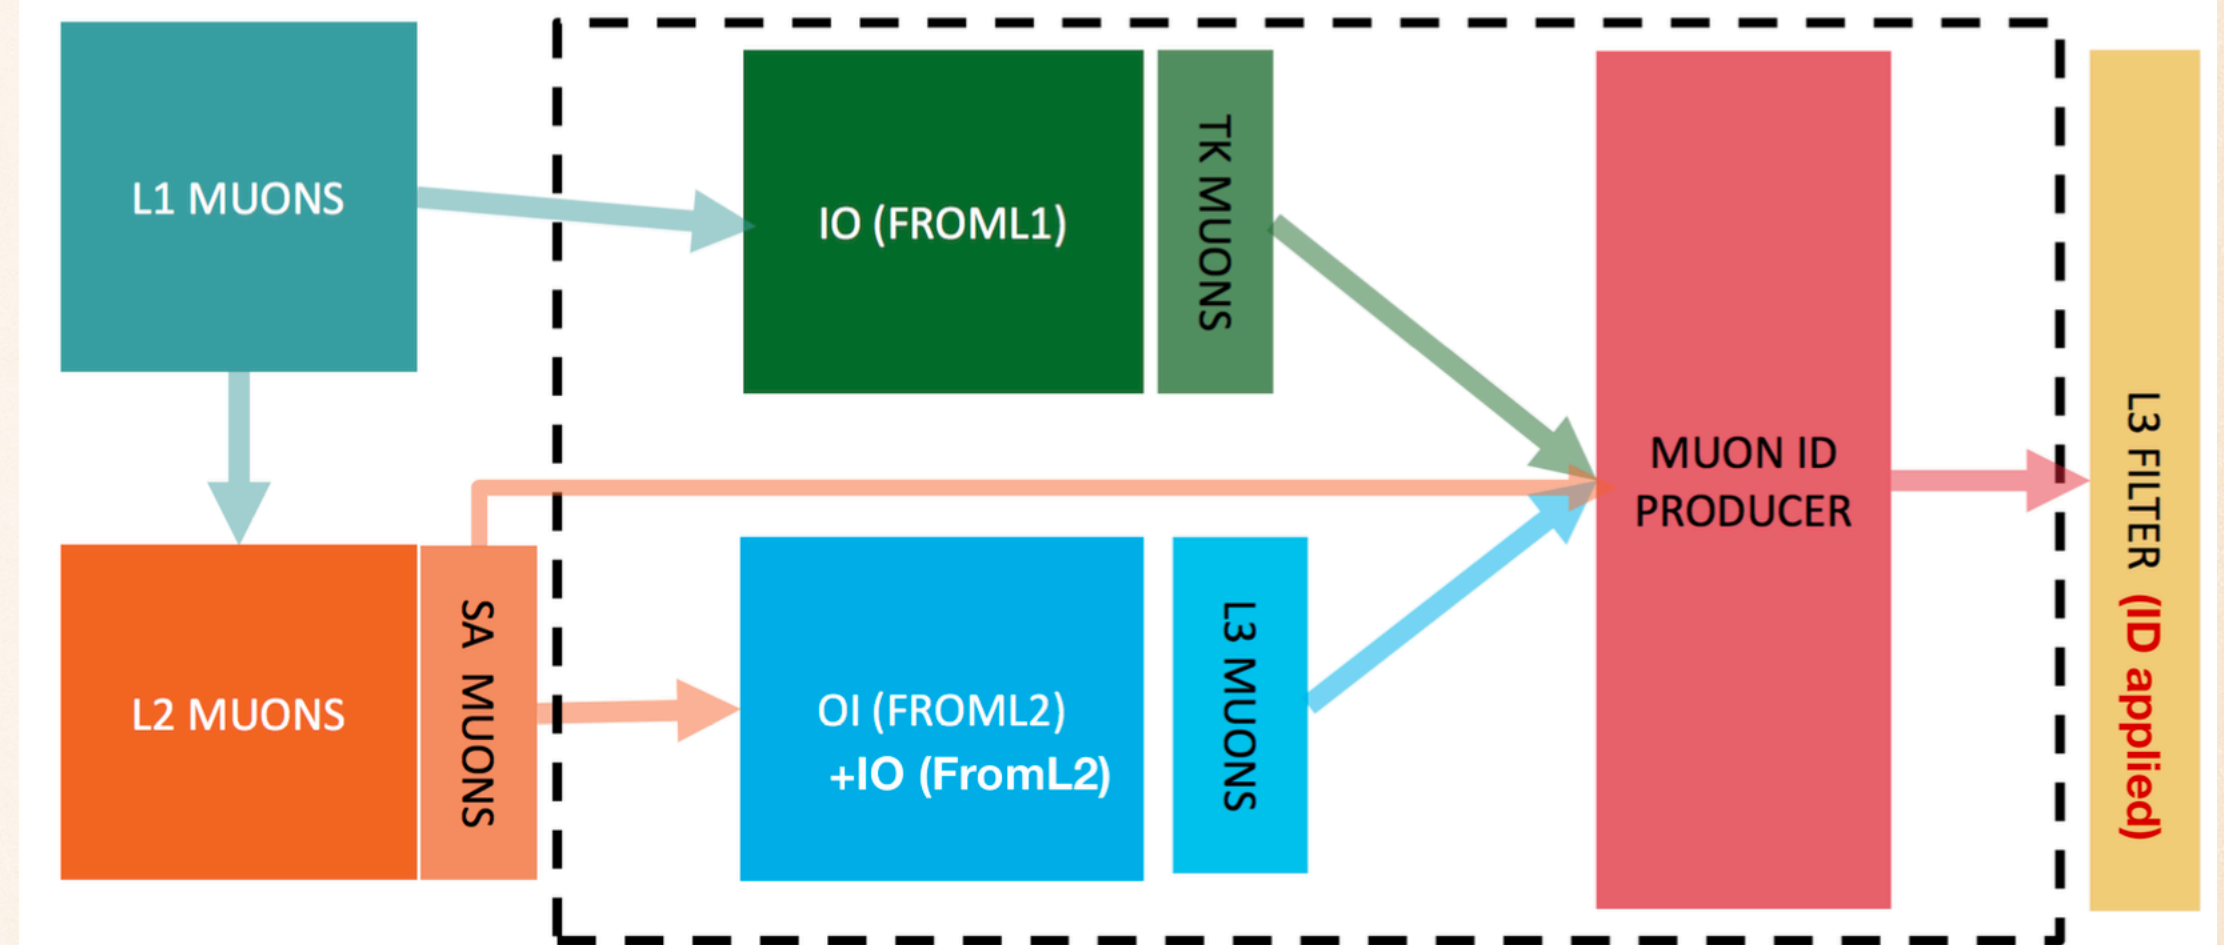 L1 MUONS
IO (FROML1)
TK MUONS
MUON ID
PRODUCER
L3 FILTER (ID applied)
L2 MUONS
SA MUONS
OI (FROML2)
+IO (FromL2)
L3 MUONS